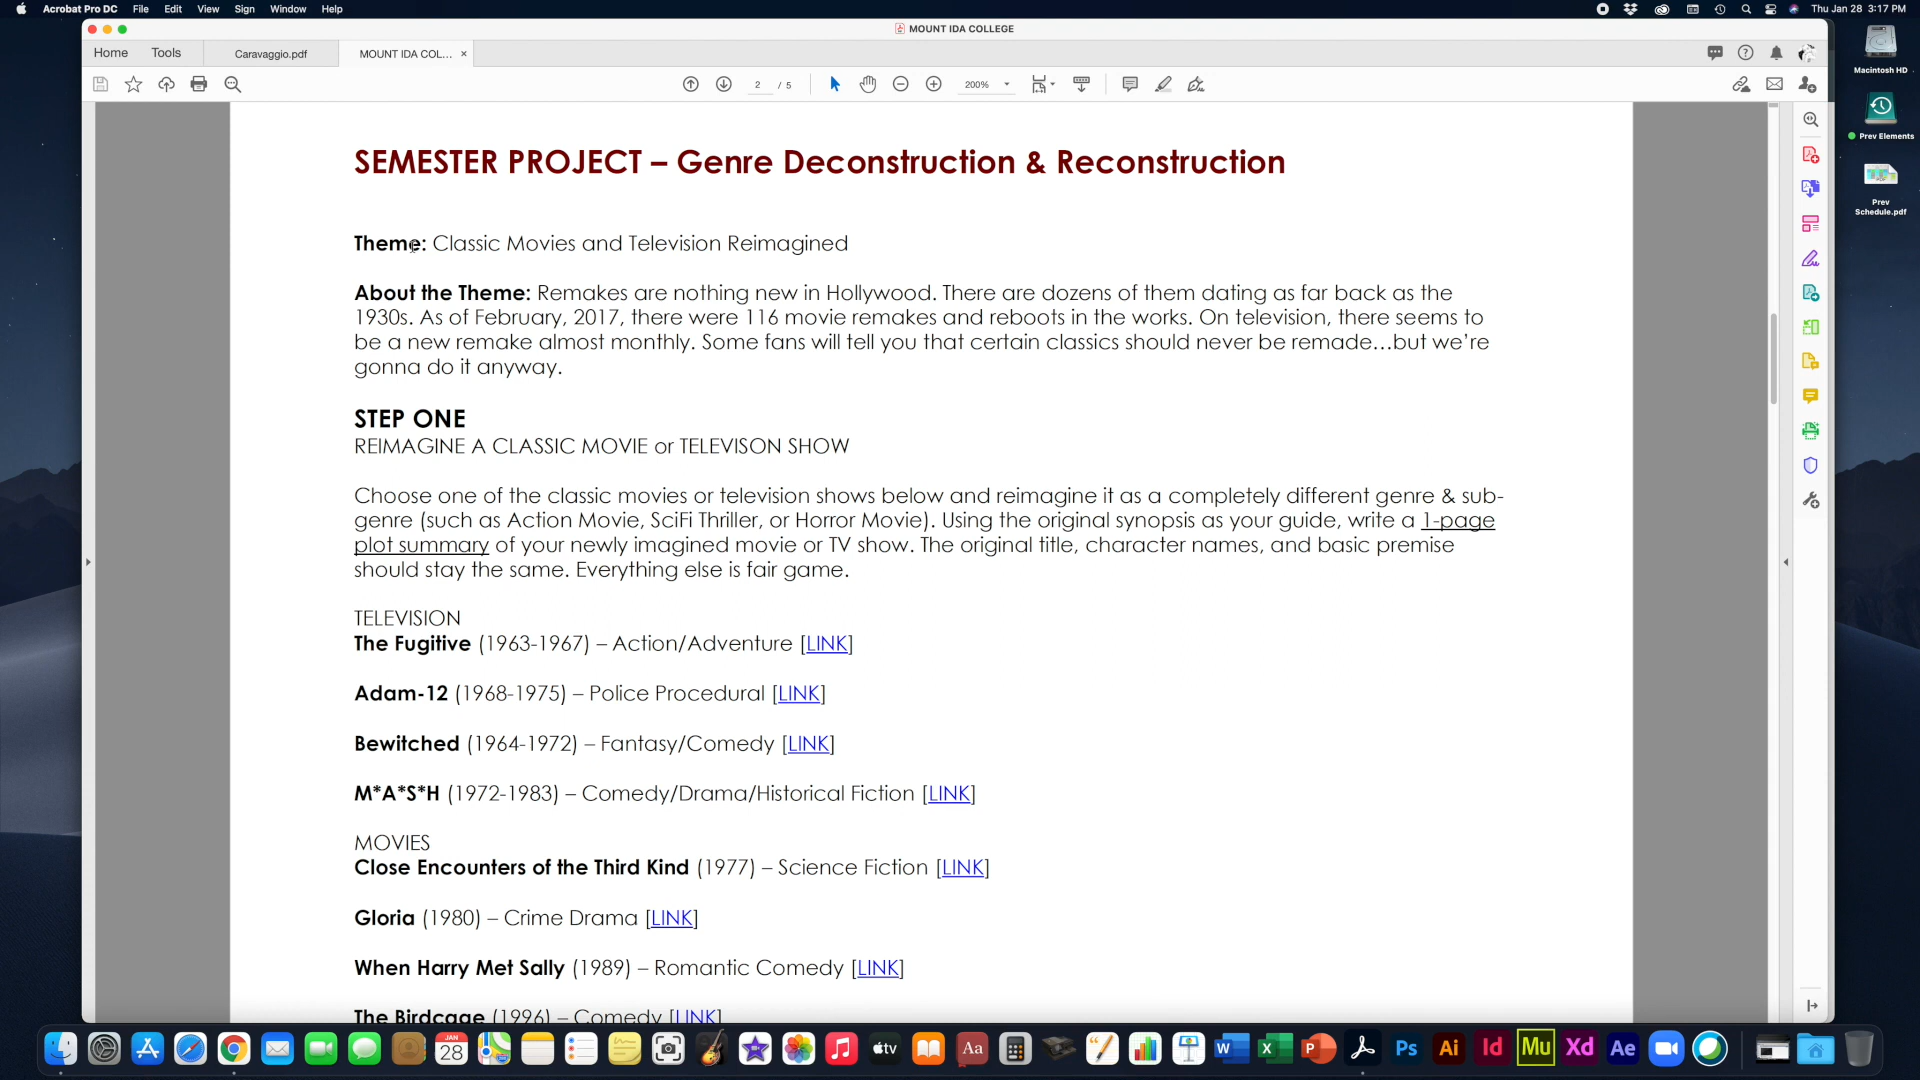 Acrobat Pro DC File Edit View Sign Window Help Thu Jan 28 3:17 PM
MOUNT IDA COLLEGE
Home Tools Caravaggio.pdf MOUNT IDA COL... ×
2 / 5 200%
Macintosh HD
Prev Elements
Prev
Schedule.pdf
SEMESTER PROJECT – Genre Deconstruction & Reconstruction
Theme: Classic Movies and Television Reimagined
About the Theme: Remakes are nothing new in Hollywood. There are dozens of them dating as far back as the
1930s. As of February, 2017, there were 116 movie remakes and reboots in the works. On television, there seems to
be a new remake almost monthly. Some fans will tell you that certain classics should never be remade…but we’re
gonna do it anyway.
STEP ONE
REIMAGINE A CLASSIC MOVIE or TELEVISON SHOW
Choose one of the classic movies or television shows below and reimagine it as a completely different genre & sub-
genre (such as Action Movie, SciFi Thriller, or Horror Movie). Using the original synopsis as your guide, write a 1-page
plot summary of your newly imagined movie or TV show. The original title, character names, and basic premise
should stay the same. Everything else is fair game.
TELEVISION
The Fugitive (1963-1967) – Action/Adventure [LINK]
Adam-12 (1968-1975) – Police Procedural [LINK]
Bewitched (1964-1972) – Fantasy/Comedy [LINK]
M*A*S*H (1972-1983) – Comedy/Drama/Historical Fiction [LINK]
MOVIES
Close Encounters of the Third Kind (1977) – Science Fiction [LINK]
Gloria (1980) – Crime Drama [LINK]
When Harry Met Sally (1989) – Romantic Comedy [LINK]
The Birdcage (1996) – Comedy [LINK]
JAN 28 tv Aa W X P Ps Ai Id Mu Xd Ae